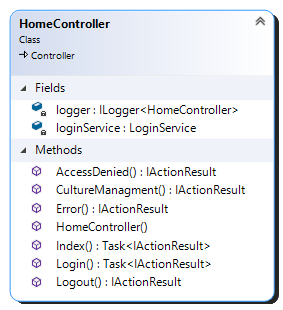 HomeController
Class
Controller
Fields
logger : ILogger<HomeController>
loginService : LoginService
Methods
AccessDenied() : IActionResult
CultureManagment() : IActionResult
Error() : IActionResult
HomeController()
Index() : Task<IActionResult>
Login() : Task<IActionResult>
Logout() : IActionResult